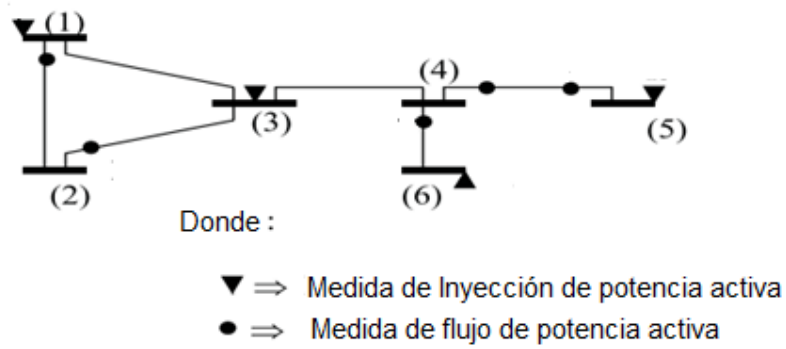 (1)
(4)
(3)
(5)
(2)
(6)
Donde :
⇒ Medida de Inyección de potencia activa
⇒ Medida de flujo de potencia activa